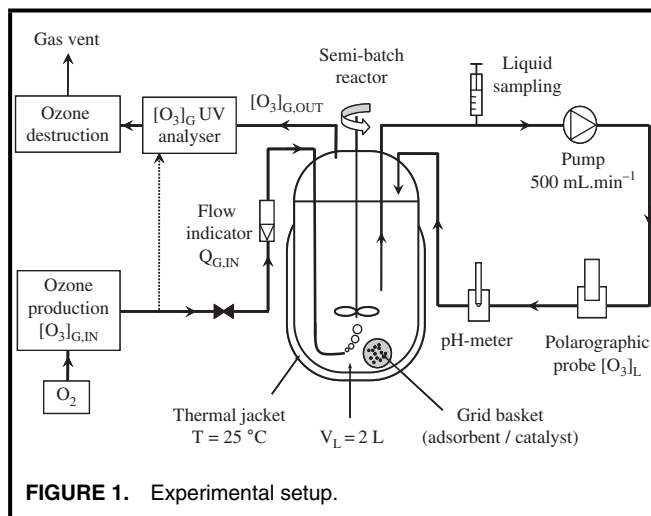 Gas vent
Ozone
destruction
[O₃]G UV
analyser
[O₃]G,OUT
Semi-batch
reactor
Liquid
sampling
Pump
500 mL.min⁻¹
Flow
indicator
QG,IN
Ozone
production
[O₃]G,IN
O₂
pH-meter
Polarographic
probe [O₃]L
Thermal jacket
T = 25 °C
VL = 2 L
Grid basket
(adsorbent / catalyst)
FIGURE 1. Experimental setup.